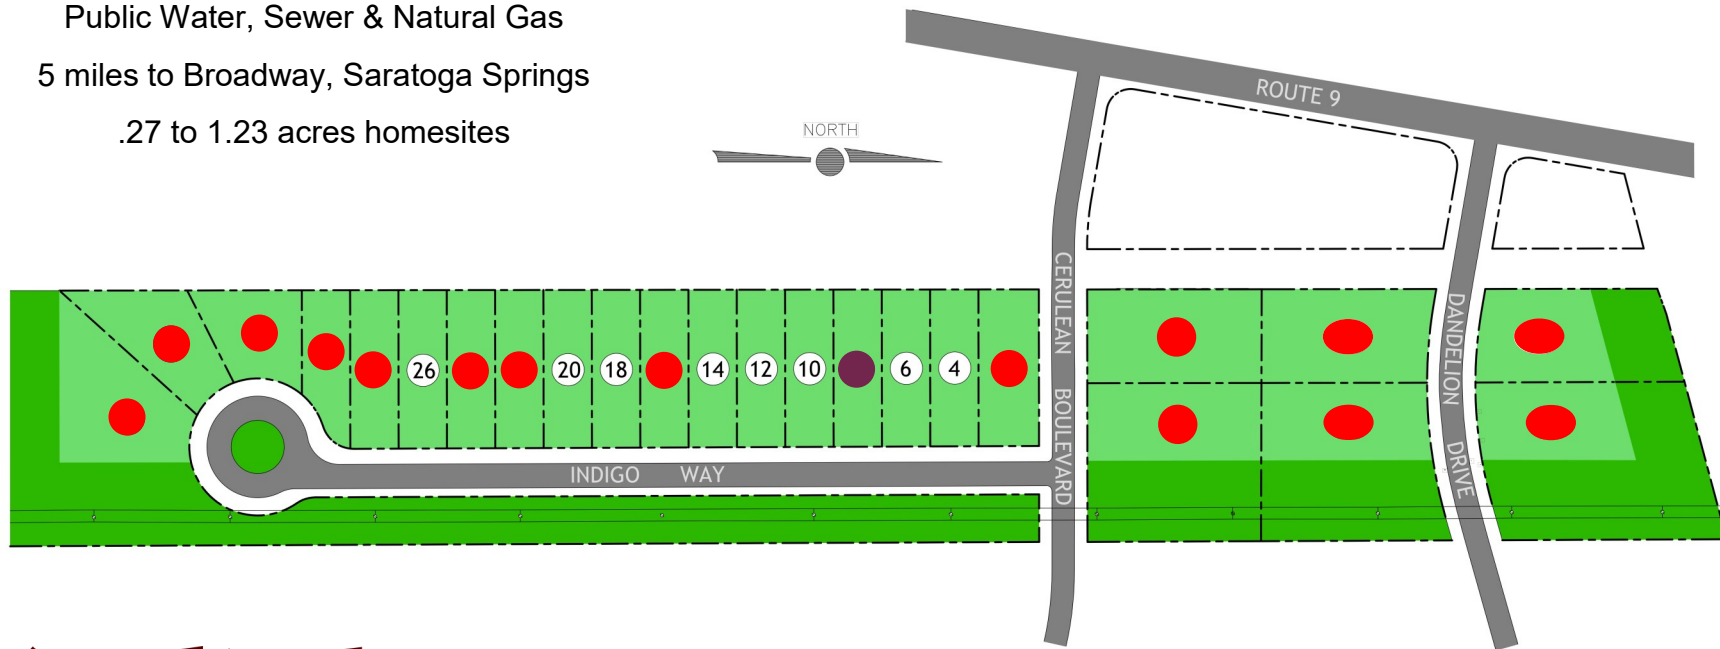 Public Water, Sewer & Natural Gas
5 miles to Broadway, Saratoga Springs
.27 to 1.23 acres homesites
NORTH
ROUTE 9
CERULEAN BOULEVARD
DANDELION DRIVE
26
20
18
14
12
10
6
4
INDIGO WAY